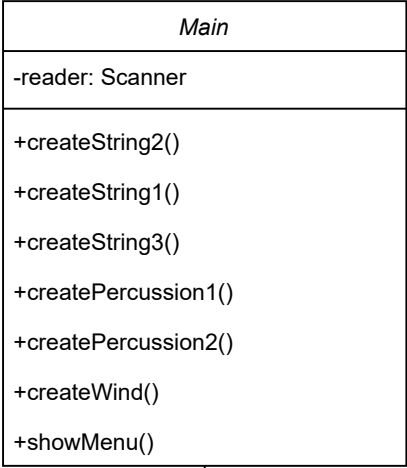 Main
-reader: Scanner
+createString2()
+createString1()
+createString3()
+createPercussion1()
+createPercussion2()
+createWind()
+showMenu()